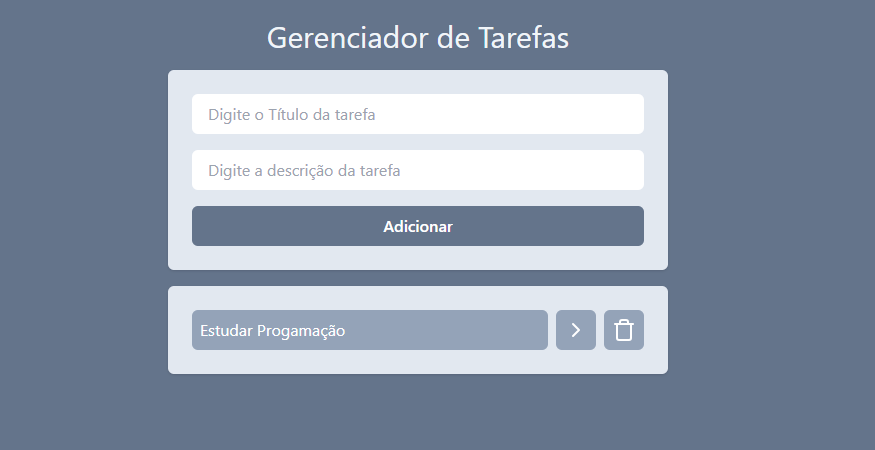 Gerenciador de Tarefas
Digite o Título da tarefa
Digite a descrição da tarefa
Adicionar
Estudar Progamação